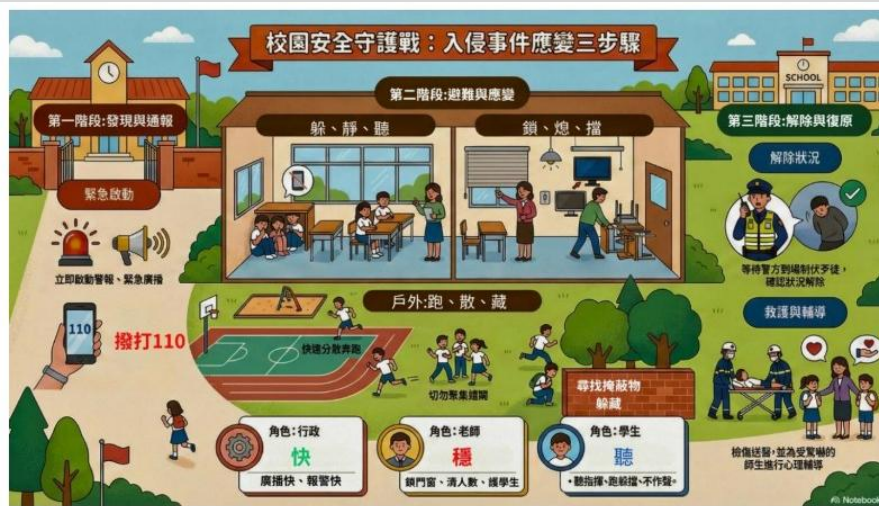 校園安全守護戰：入侵事件應變三步驟
第一階段:發現與通報
緊急啟動
立即啟動警報、緊急廣播
110
撥打110
第二階段:避難與應變
躲、靜、聽
鎖、熄、擋
戶外:跑、散、藏
快速分散奔跑
切勿聚集逗鬧
尋找掩蔽物
躲藏
SCHOOL
第三階段:解除與復原
解除狀況
等待警方到場制伏歹徒，
確認狀況解除
救護與輔導
檢傷送醫，並為受驚嚇的
師生進行心理輔導
角色:行政
快
廣播快、報警快
角色:老師
穩
鎖門窗、清人數、護學生
角色:學生
聽
•聽指揮、跑躲擋、不作聲。
Notebook